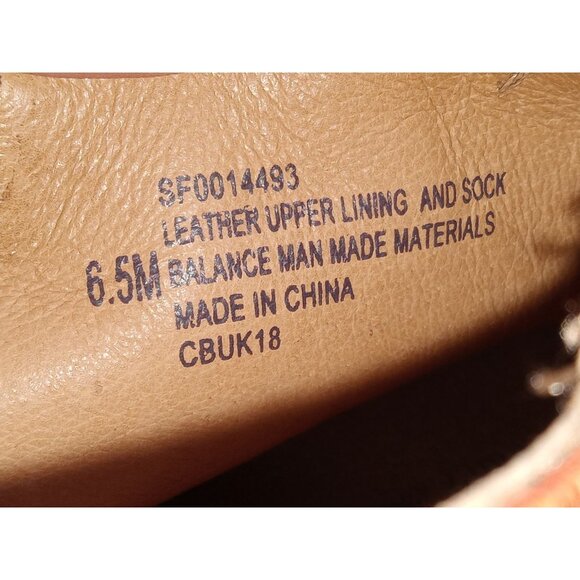 SF0014493
LEATHER UPPER LINING AND SOCK
6.5M BALANCE MAN MADE MATERIALS
MADE IN CHINA
CBUK18